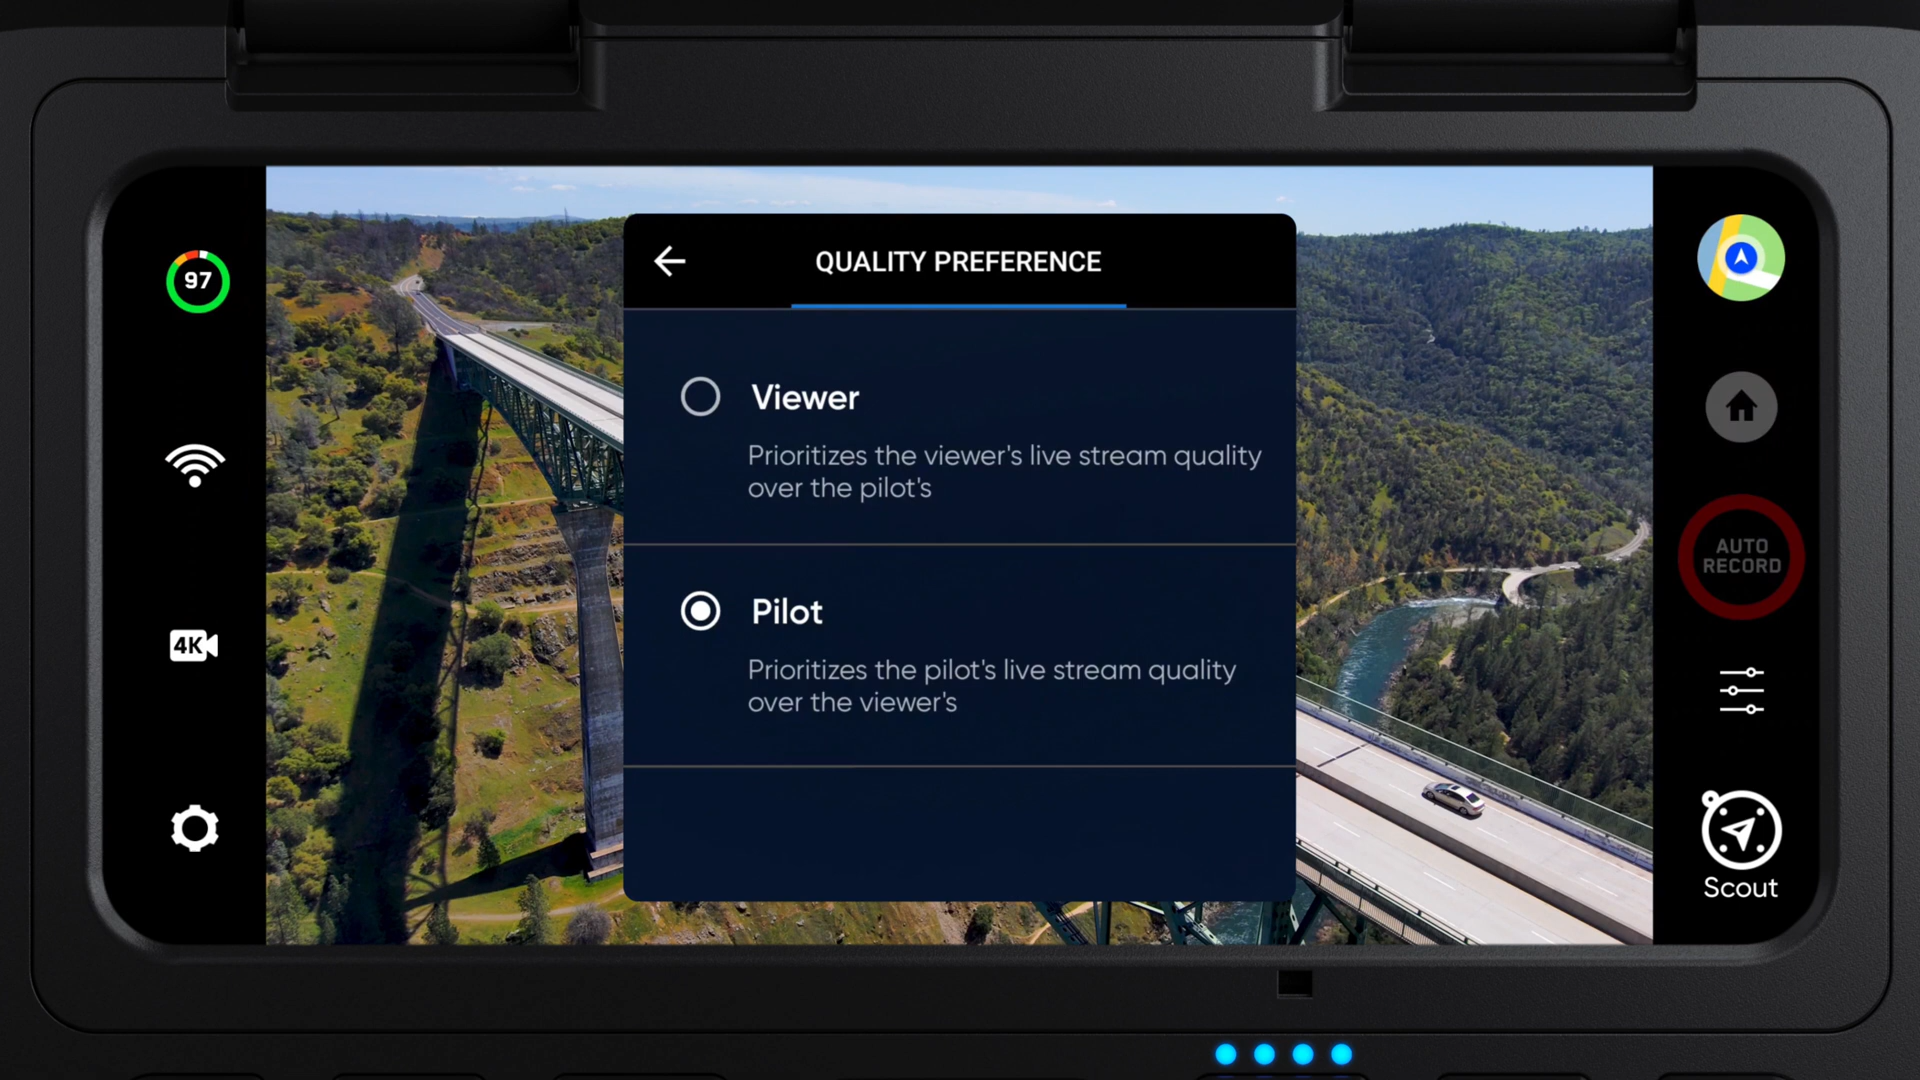 QUALITY PREFERENCE
97
Viewer
Prioritizes the viewer's live stream quality
over the pilot's
AUTO
RECORD
Pilot
4K
Prioritizes the pilot's live stream quality
over the viewer's
Scout